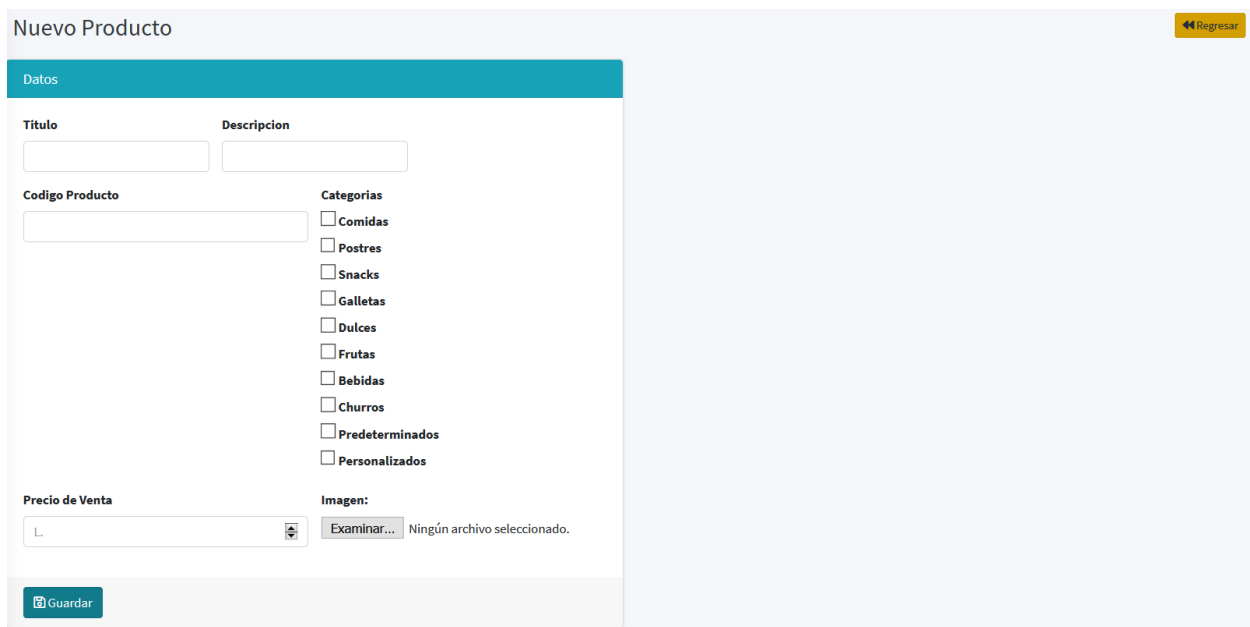 Nuevo Producto
Regresar
Datos
Titulo Descripcion
Codigo Producto Categorias
Comidas
Postres
Snacks
Galletas
Dulces
Frutas
Bebidas
Churros
Predeterminados
Personalizados
Precio de Venta Imagen:
L. Examinar... Ningún archivo seleccionado.
Guardar